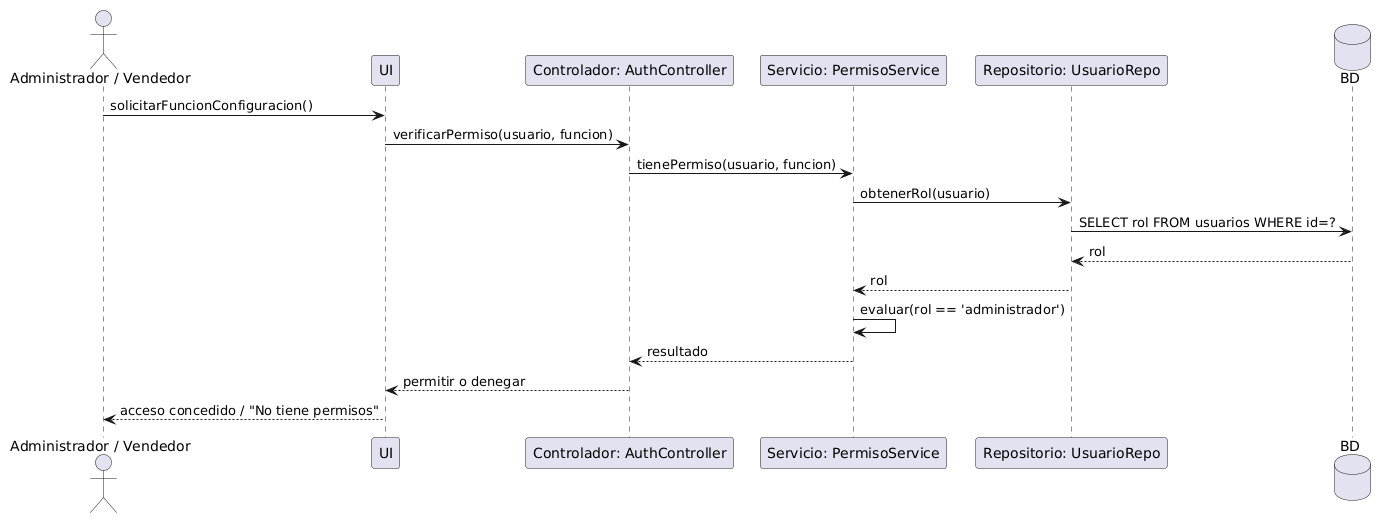 Administrador / Vendedor
UI
Controlador: AuthController
Servicio: PermisoService
Repositorio: UsuarioRepo
BD
solicitarFuncionConfiguracion()
verificarPermiso(usuario, funcion)
tienePermiso(usuario, funcion)
obtenerRol(usuario)
SELECT rol FROM usuarios WHERE id=?
rol
rol
evaluar(rol == 'administrador')
resultado
permitir o denegar
acceso concedido / "No tiene permisos"
Administrador / Vendedor
UI
Controlador: AuthController
Servicio: PermisoService
Repositorio: UsuarioRepo
BD